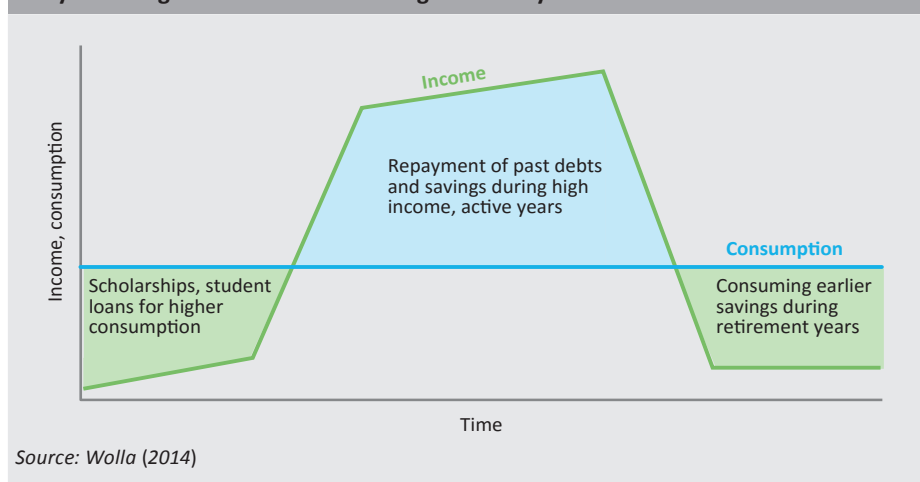 Income
Income, consumption
Repayment of past debts
and savings during high
income, active years
Consumption
Scholarships, student
loans for higher
consumption
Consuming earlier
savings during
retirement years
Time
Source: Wolla (2014)